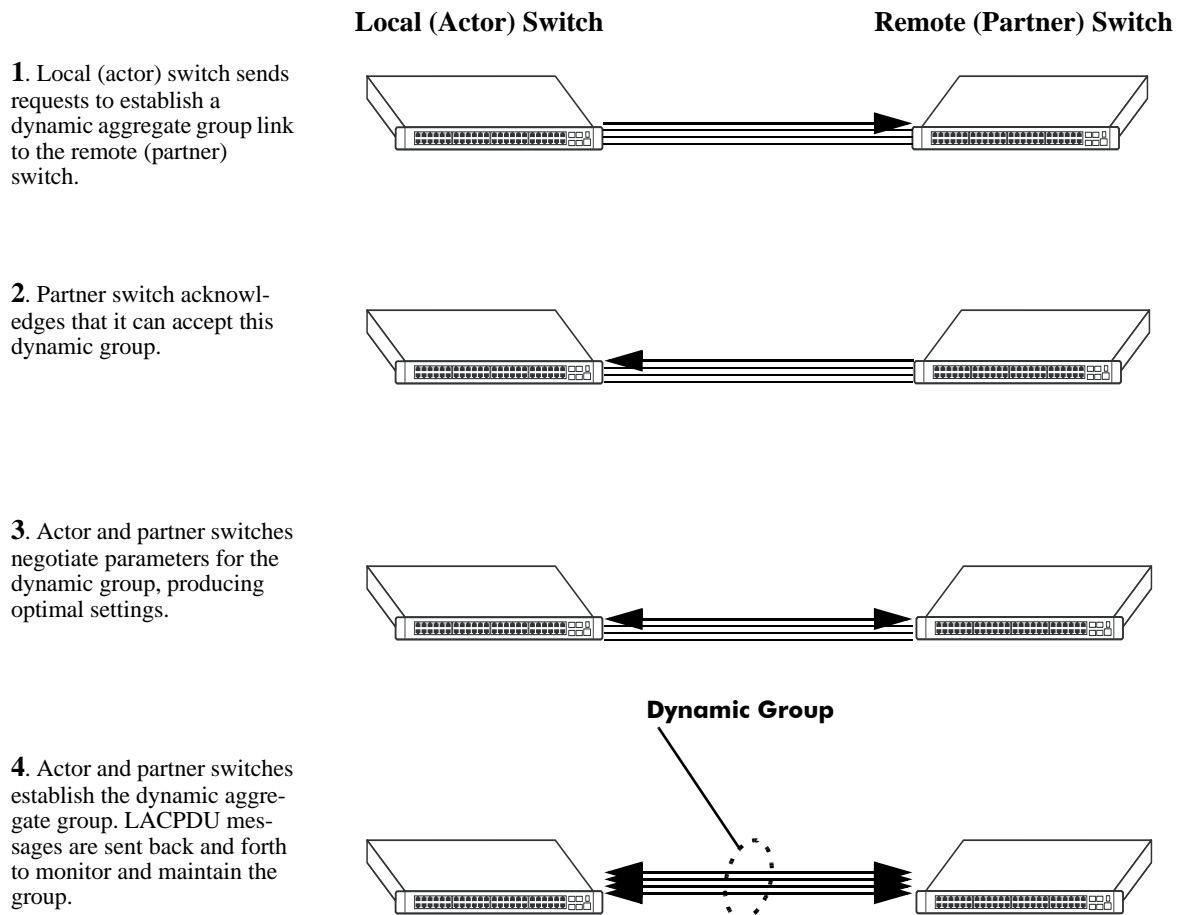 Local (Actor) Switch
Remote (Partner) Switch
1. Local (actor) switch sends
requests to establish a
dynamic aggregate group link
to the remote (partner)
switch.
2. Partner switch acknowl-
edges that it can accept this
dynamic group.
3. Actor and partner switches
negotiate parameters for the
dynamic group, producing
optimal settings.
Dynamic Group
4. Actor and partner switches
establish the dynamic aggre-
gate group. LACPDU mes-
sages are sent back and forth
to monitor and maintain the
group.